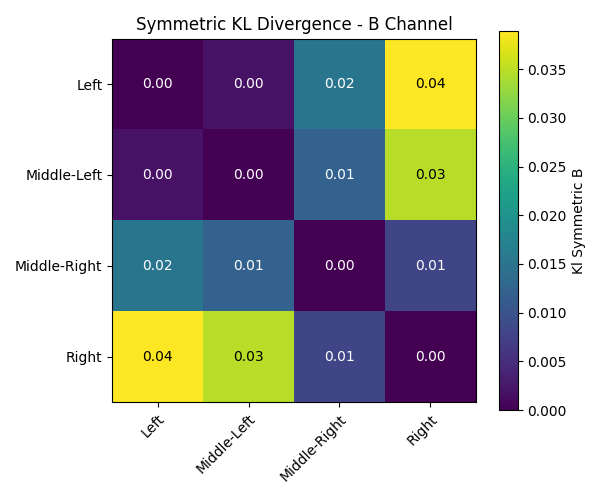 Symmetric KL Divergence - B Channel
Left 0.00 0.00 0.02 0.04
Middle-Left 0.00 0.00 0.01 0.03
Middle-Right 0.02 0.01 0.00 0.01
Right 0.04 0.03 0.01 0.00
Left Middle-Left Middle-Right Right
0.035
0.030
0.025
0.020
0.015
0.010
0.005
0.000
Kl Symmetric B